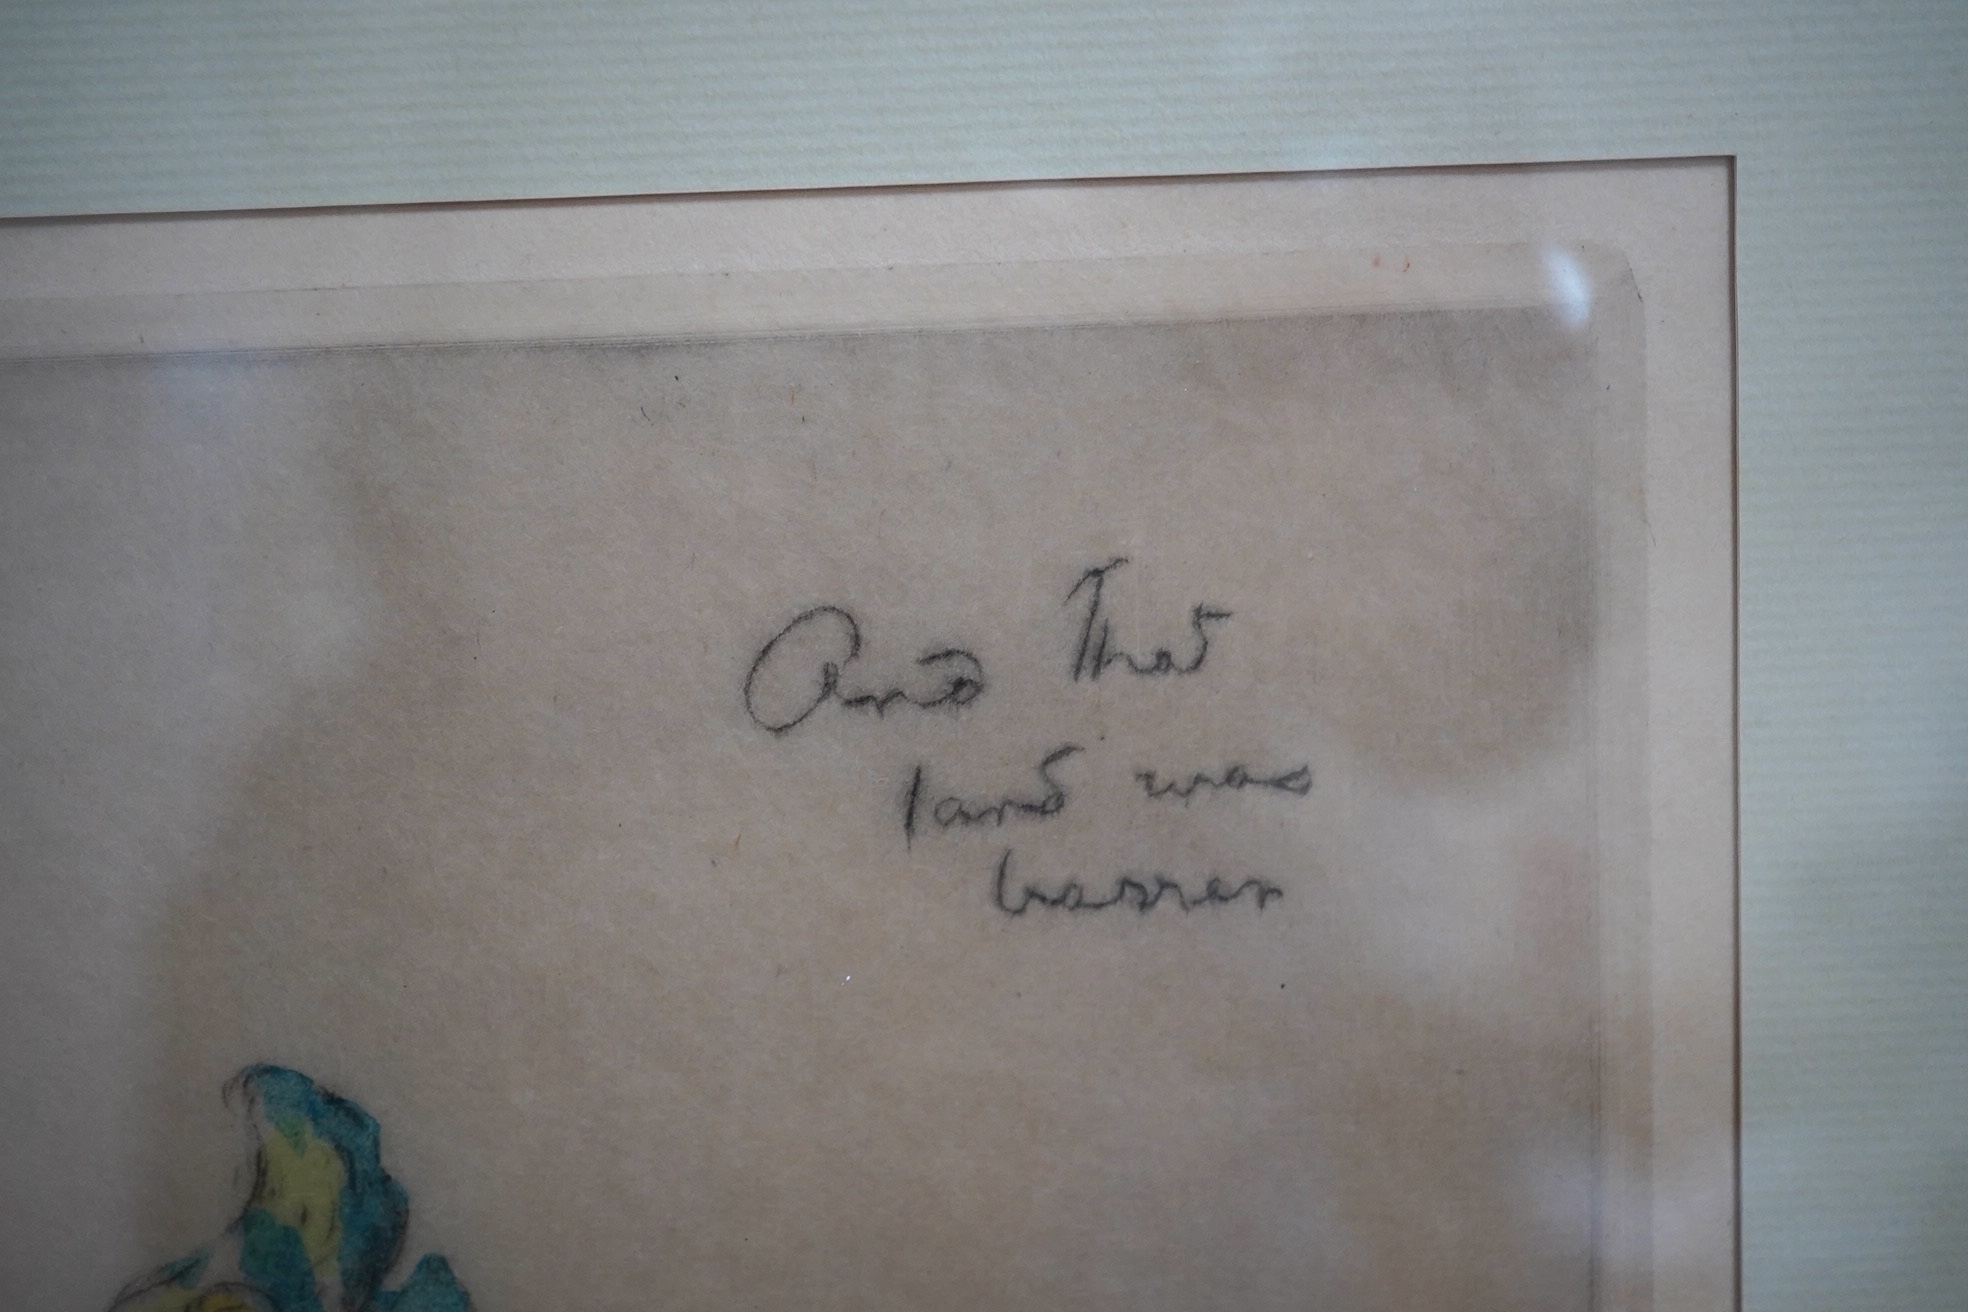 And That
land was
barren